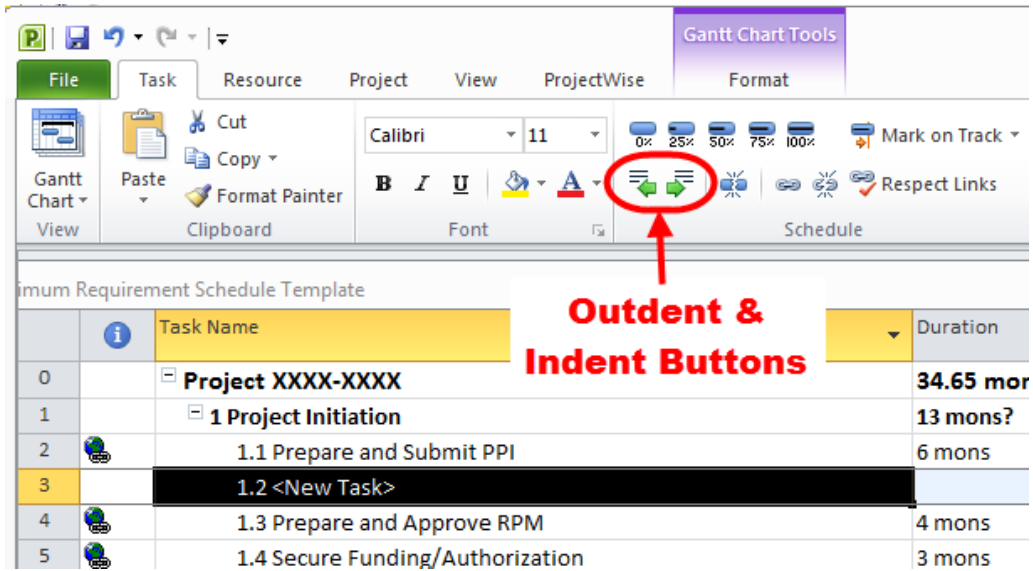 Gantt Chart Tools
File Task Resource Project View ProjectWise Format
Cut
Copy
Format Painter
Paste
Gantt
Chart
Calibri 11
B I U A
0% 25% 50% 75% 100%
Mark on Track
Respect Links
View Clipboard Font Schedule
imum Requirement Schedule Template
Outdent &
Indent Buttons
Task Name Duration
0 Project XXXX-XXXX 34.65 mor
1 1 Project Initiation 13 mons?
2 1.1 Prepare and Submit PPI 6 mons
3 1.2 <New Task>
4 1.3 Prepare and Approve RPM 4 mons
5 1.4 Secure Funding/Authorization 3 mons